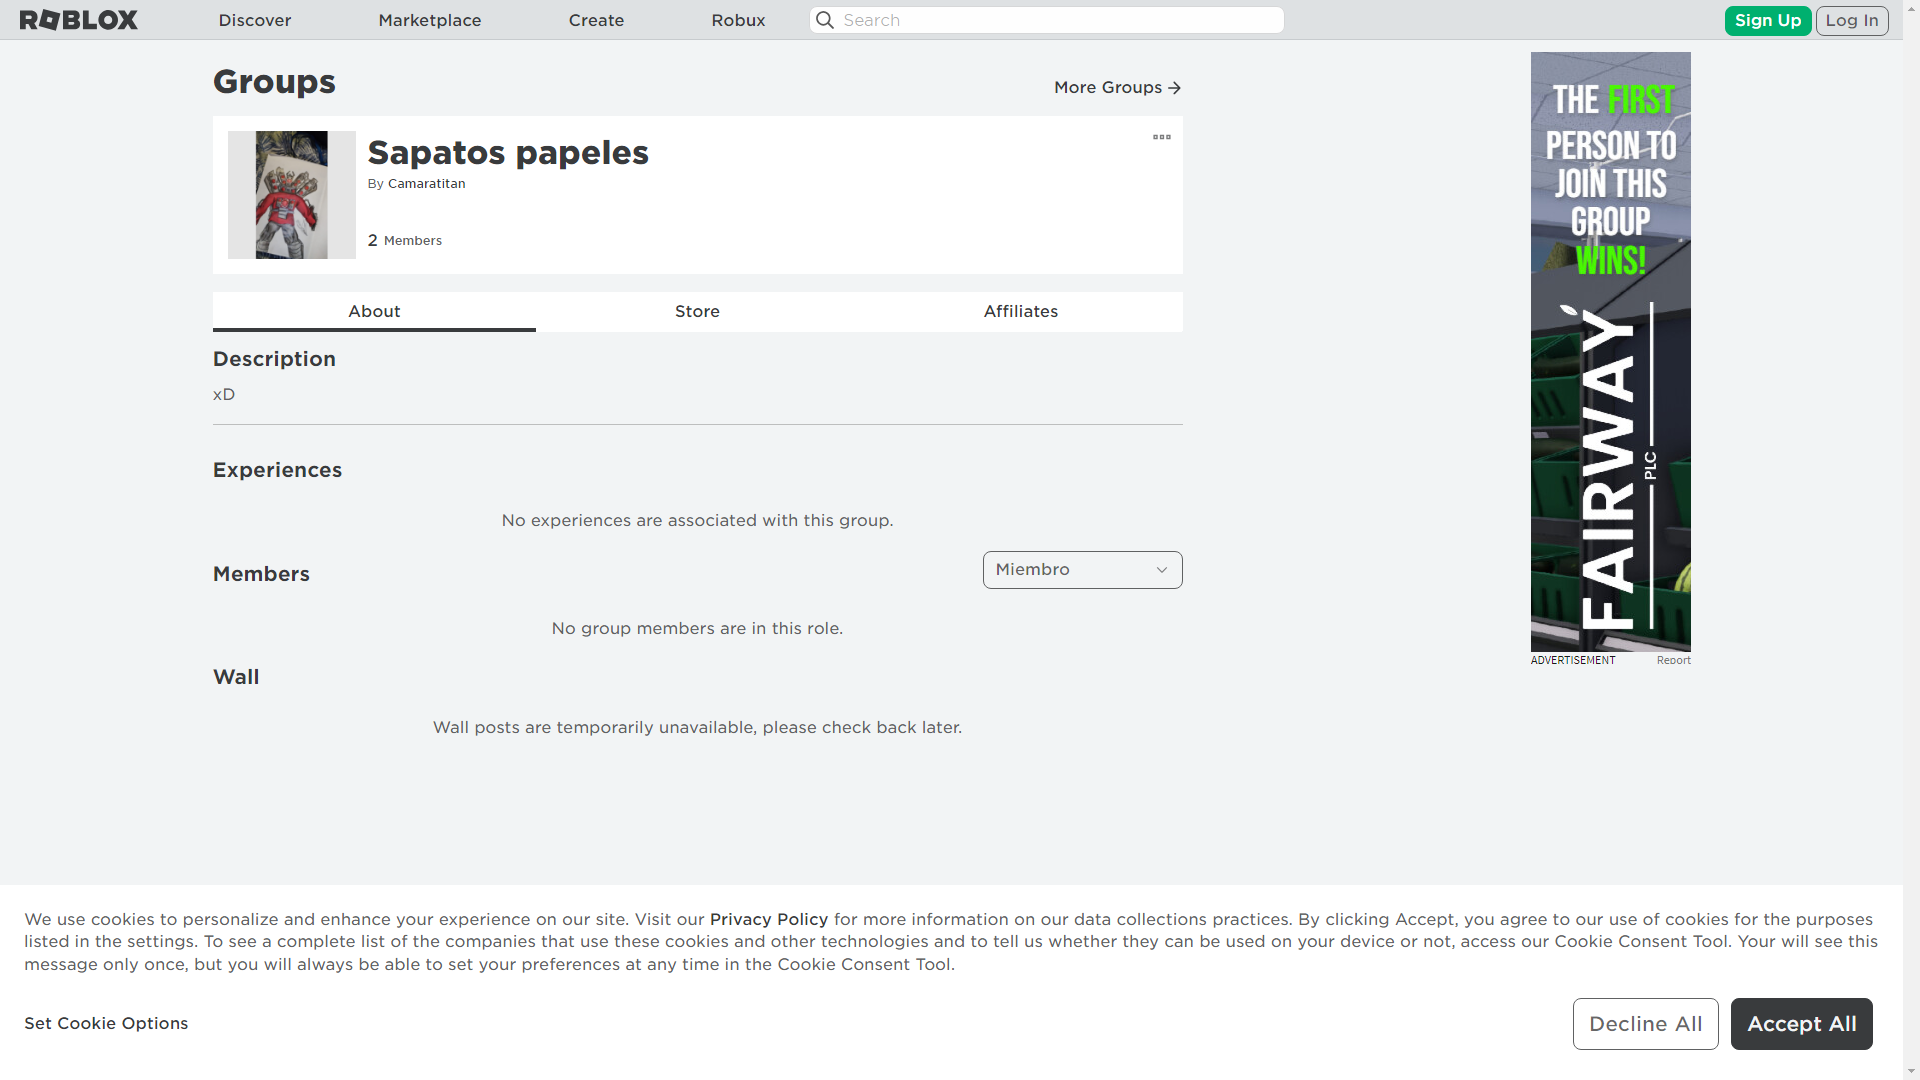 ROBLOX
Discover
Marketplace
Create
Robux
Search
Sign Up
Log In
Groups
More Groups
Sapatos papeles
By Camaratitan
2 Members
About
Store
Affiliates
Description
xD
Experiences
No experiences are associated with this group.
Members
Miembro
No group members are in this role.
Wall
Wall posts are temporarily unavailable, please check back later.
THE FIRST
PERSON TO
JOIN THIS
GROUP
WINS!
FAIRWAY
PLC
ADVERTISEMENT
Report
We use cookies to personalize and enhance your experience on our site. Visit our Privacy Policy for more information on our data collections practices. By clicking Accept, you agree to our use of cookies for the purposes
listed in the settings. To see a complete list of the companies that use these cookies and other technologies and to tell us whether they can be used on your device or not, access our Cookie Consent Tool. Your will see this
message only once, but you will always be able to set your preferences at any time in the Cookie Consent Tool.
Set Cookie Options
Decline All
Accept All